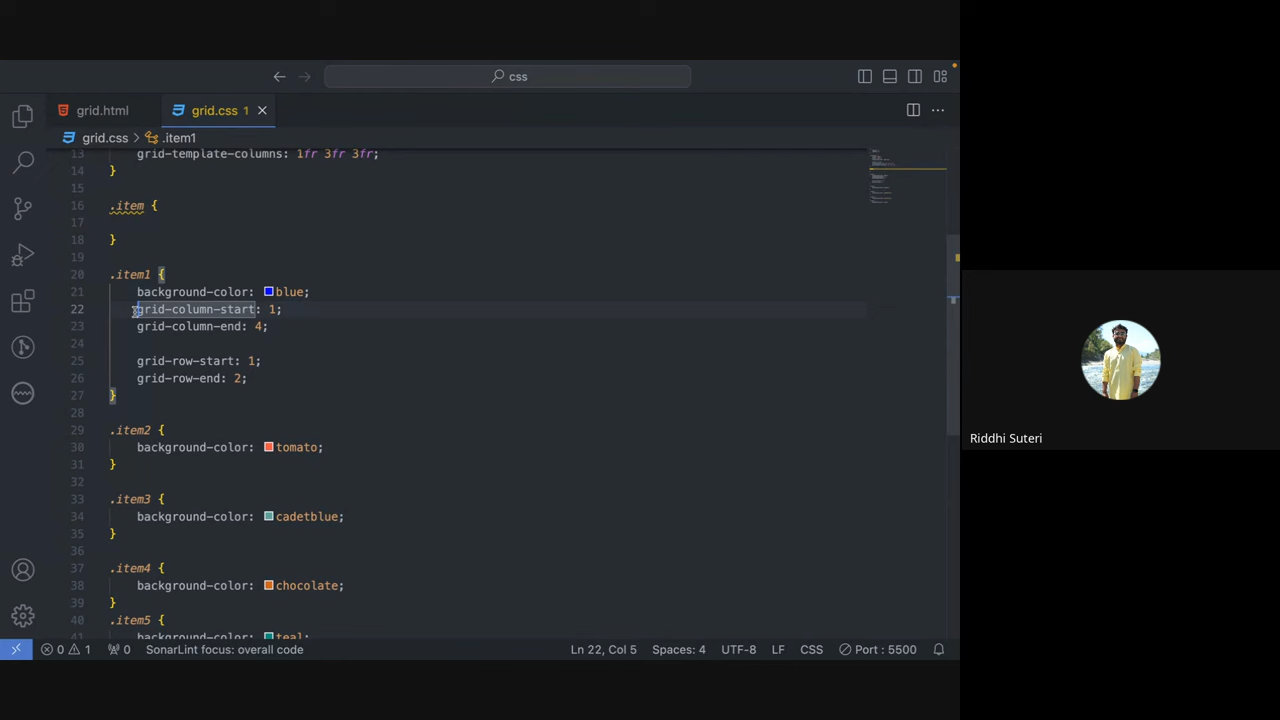 css
grid.html
grid.css 1
grid.css > .item1
13 grid-template-columns: 1fr 3fr 3fr;
14 }
15
16 .item {
17
18 }
19
20 .item1 {
21 background-color: blue;
22 grid-column-start: 1;
23 grid-column-end: 4;
24
25 grid-row-start: 1;
26 grid-row-end: 2;
27 }
28
29 .item2 {
30 background-color: tomato;
31 }
32
33 .item3 {
34 background-color: cadetblue;
35 }
36
37 .item4 {
38 background-color: chocolate;
39 }
40 .item5 {
41 background-color: teal;
Riddhi Suteri
0 1 0 SonarLint focus: overall code Ln 22, Col 5 Spaces: 4 UTF-8 LF CSS Port : 5500